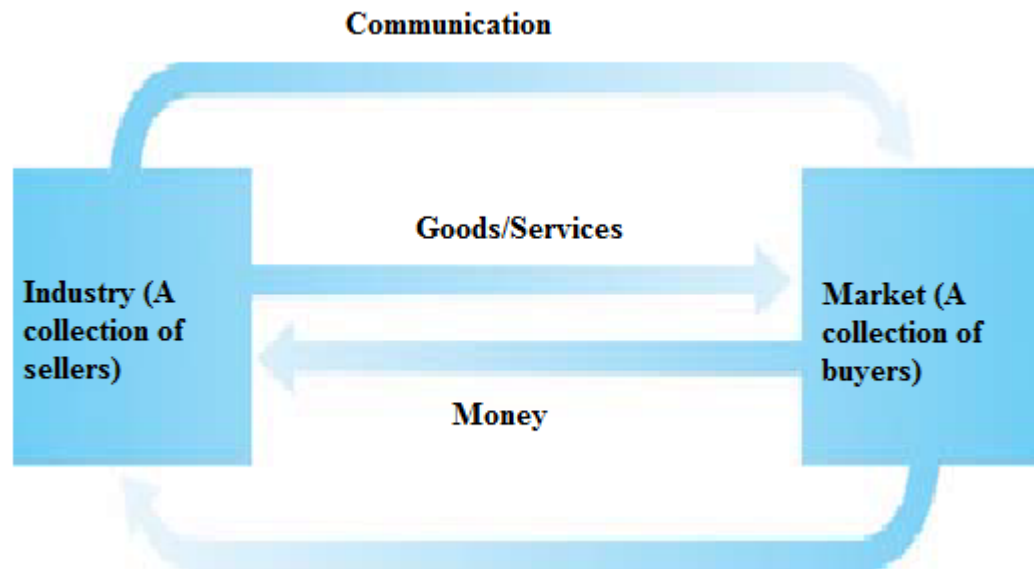 Communication
Goods/Services
Industry (A
collection of
sellers)
Market (A
collection of
buyers)
Money